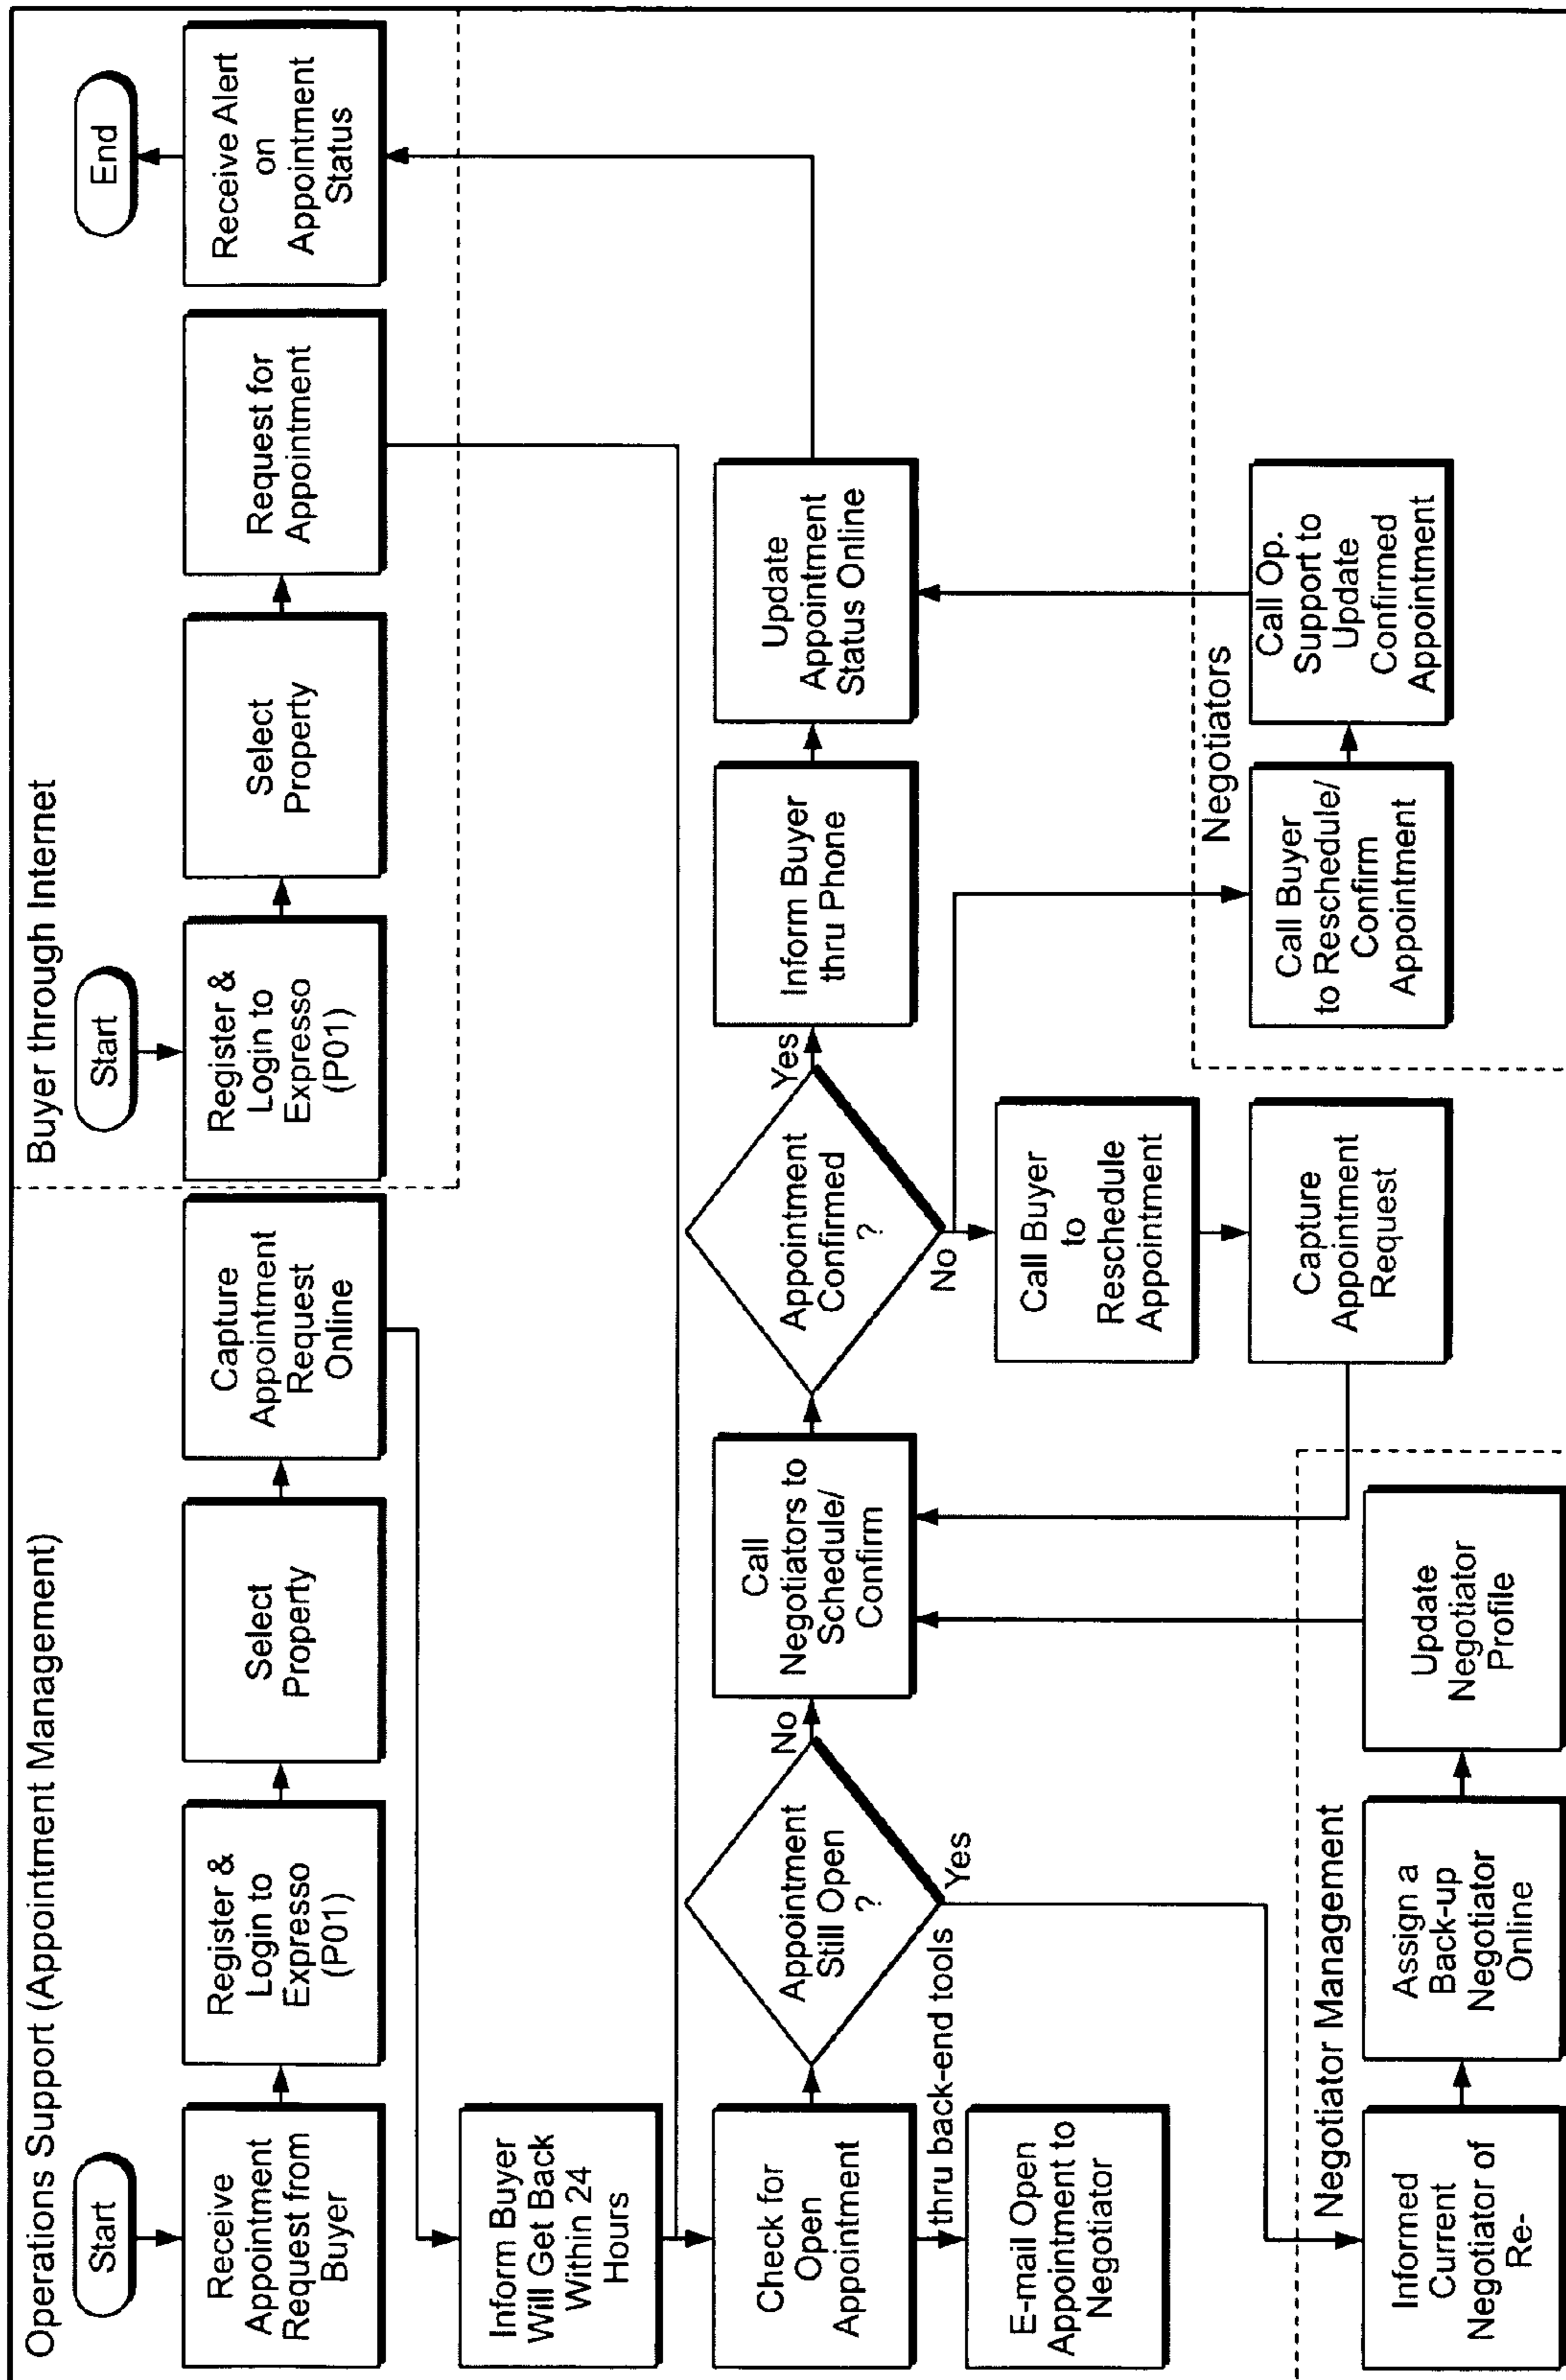 Operations Support (Appointment Management)
Start
Receive
Appointment
Request from
Buyer
Register &
Login to
Expresso
(P01)
Select
Property
Capture
Appointment
Request
Online
Buyer through Internet
Start
Register &
Login to
Expresso
(P01)
Select
Property
Request for
Appointment
Receive Alert
on
Appointment
Status
End
Inform Buyer
Will Get Back
Within 24
Hours
Check for
Open
Appointment
thru back-end tools
E-mail Open
Appointment to
Negotiator
Appointment
Still Open
?
No
Yes
Call
Negotiators to
Schedule/
Confirm
Appointment
Confirmed
?
Yes
No
Inform Buyer
thru Phone
Update
Appointment
Status Online
Call Buyer
to
Reschedule
Appointment
Capture
Appointment
Request
Negotiators
Call Buyer
to Reschedule/
Confirm
Appointment
Call Op.
Support to
Update
Confirmed
Appointment
Negotiator Management
Informed
Current
Negotiator of
Re-
Assign a
Back-up
Negotiator
Online
Update
Negotiator
Profile